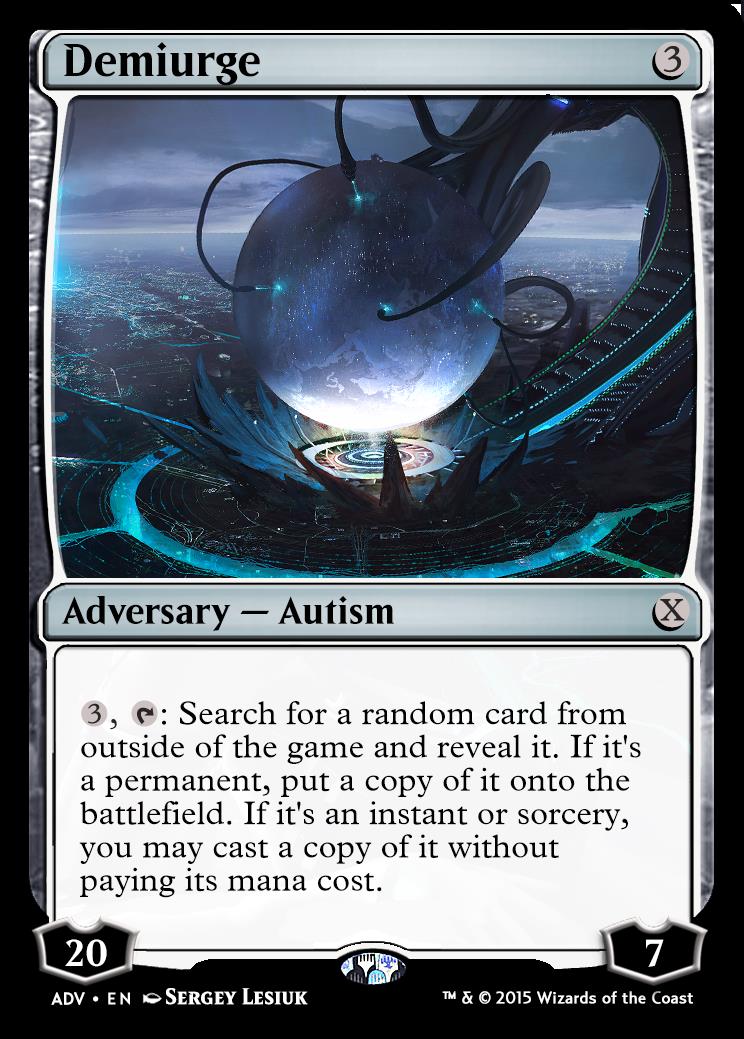 Demiurge 3
Adversary — Autism X
3, : Search for a random card from
outside of the game and reveal it. If it's
a permanent, put a copy of it onto the
battlefield. If it's an instant or sorcery,
you may cast a copy of it without
paying its mana cost.
20 7
ADV • EN Sergey Lesiuk ™ & © 2015 Wizards of the Coast